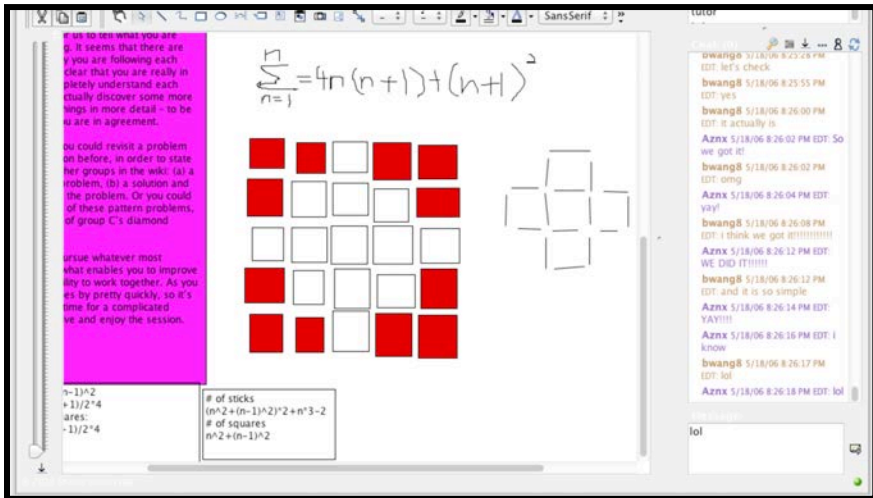 SansSerif
tutor
r us to tell what you are
g. It seems that there are
y you are following each
clear that you are really in
pletely understand each
ctually discover some more
ings in more detail – to be
u are in agreement.
ou could revisit a problem
on before, in order to state
her groups in the wiki: (a) a
roblem, (b) a solution and
the problem. Or you could
of these pattern problems,
of group C's diamond
ursue whatever most
what enables you to improve
lity to work together. As you
es by pretty quickly, so it's
time for a complicated
ve and enjoy the session.
n
∑ =4n(n+1)+(n+1)²
n=1
n-1)^2
+1)/2*4
ares:
-1)/2*4
# of sticks
(n^2+(n-1)^2)*2+n*3-2
# of squares
n^2+(n-1)^2
bwang8 5/18/06 8:25:28 PM
EDT: let's check
bwang8 5/18/06 8:25:55 PM
EDT: yes
bwang8 5/18/06 8:26:00 PM
EDT: it actually is
Aznx 5/18/06 8:26:02 PM EDT: So
we got it!
bwang8 5/18/06 8:26:02 PM
EDT: omg
Aznx 5/18/06 8:26:04 PM EDT:
yay!
bwang8 5/18/06 8:26:08 PM
EDT: i think we got it!!!!!!!!!!!!
Aznx 5/18/06 8:26:12 PM EDT:
WE DID IT!!!!!!
bwang8 5/18/06 8:26:12 PM
EDT: and it is so simple
Aznx 5/18/06 8:26:14 PM EDT:
YAY!!!!
Aznx 5/18/06 8:26:16 PM EDT: i
know
bwang8 5/18/06 8:26:17 PM
EDT: lol
Aznx 5/18/06 8:26:18 PM EDT: lol
Message:
lol